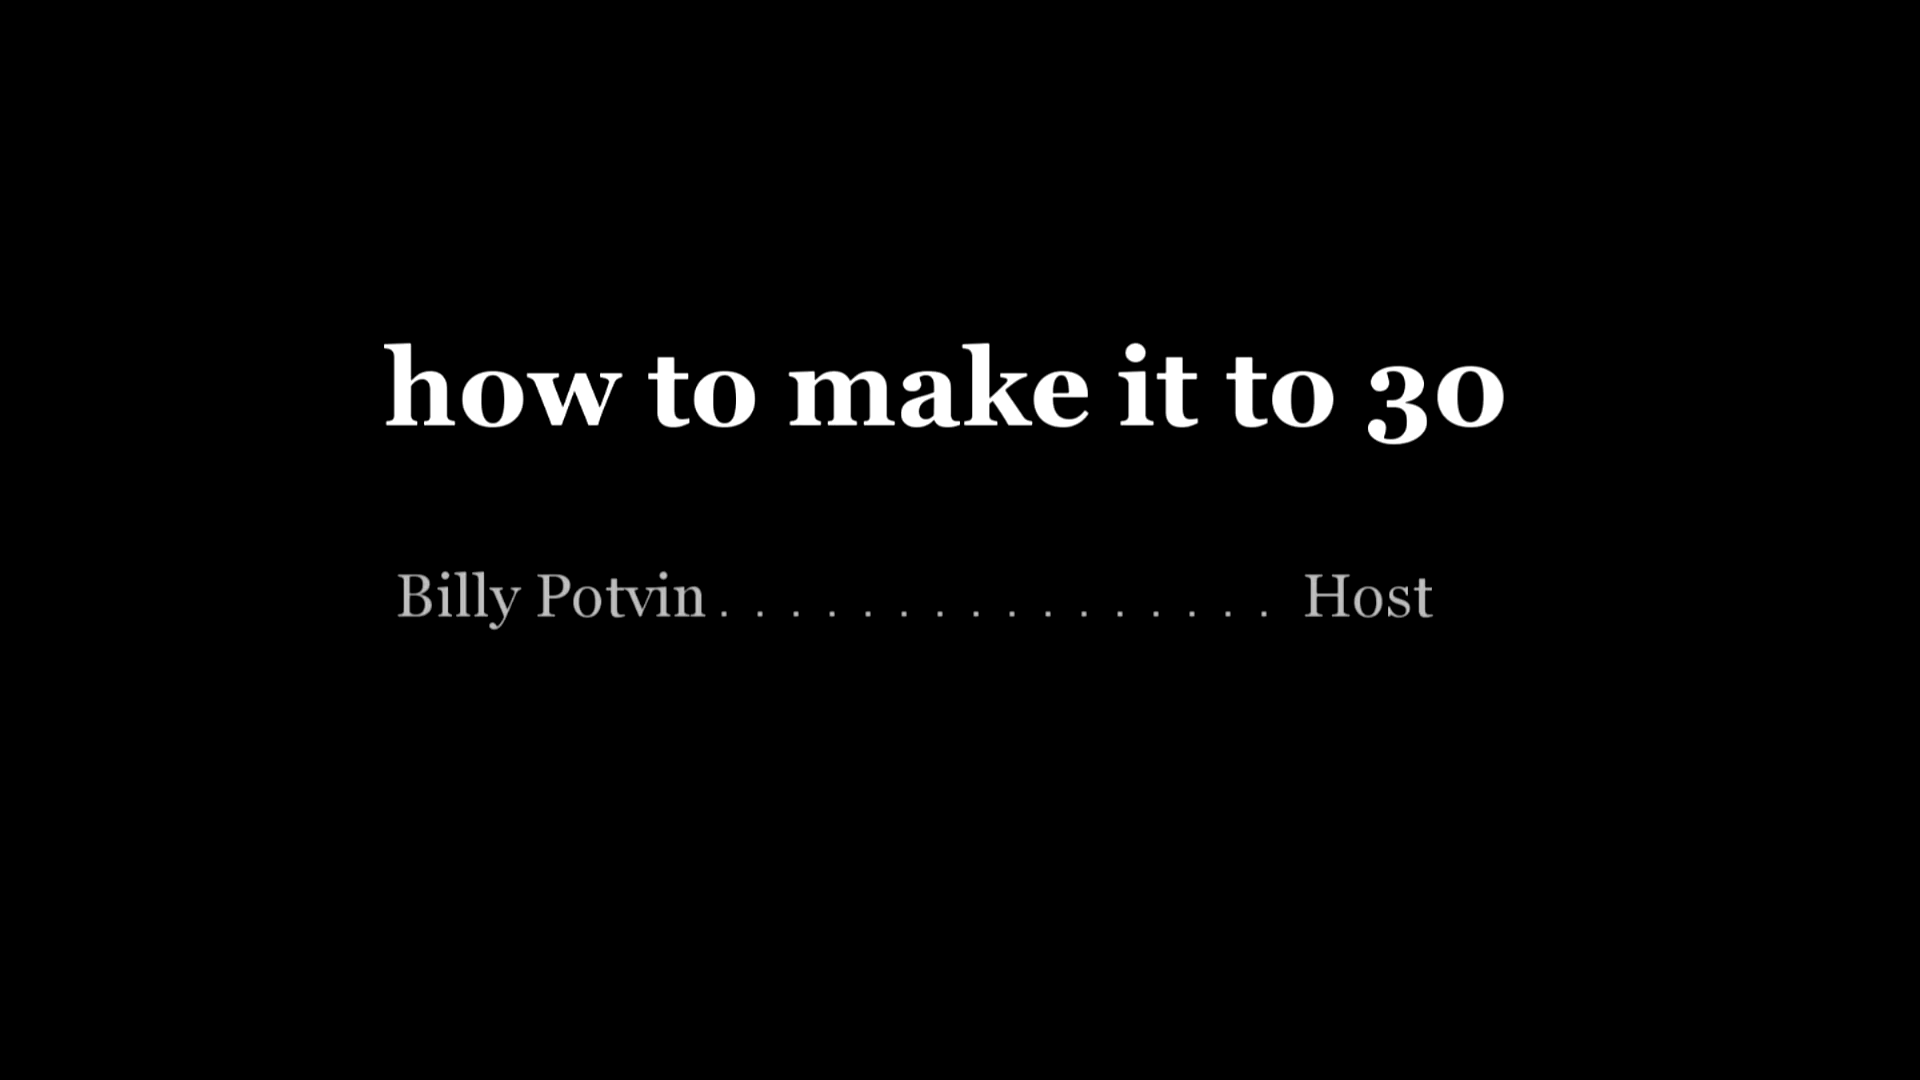 how to make it to 30
Billy Potvin . . . . . . . . . . . . . . . . Host